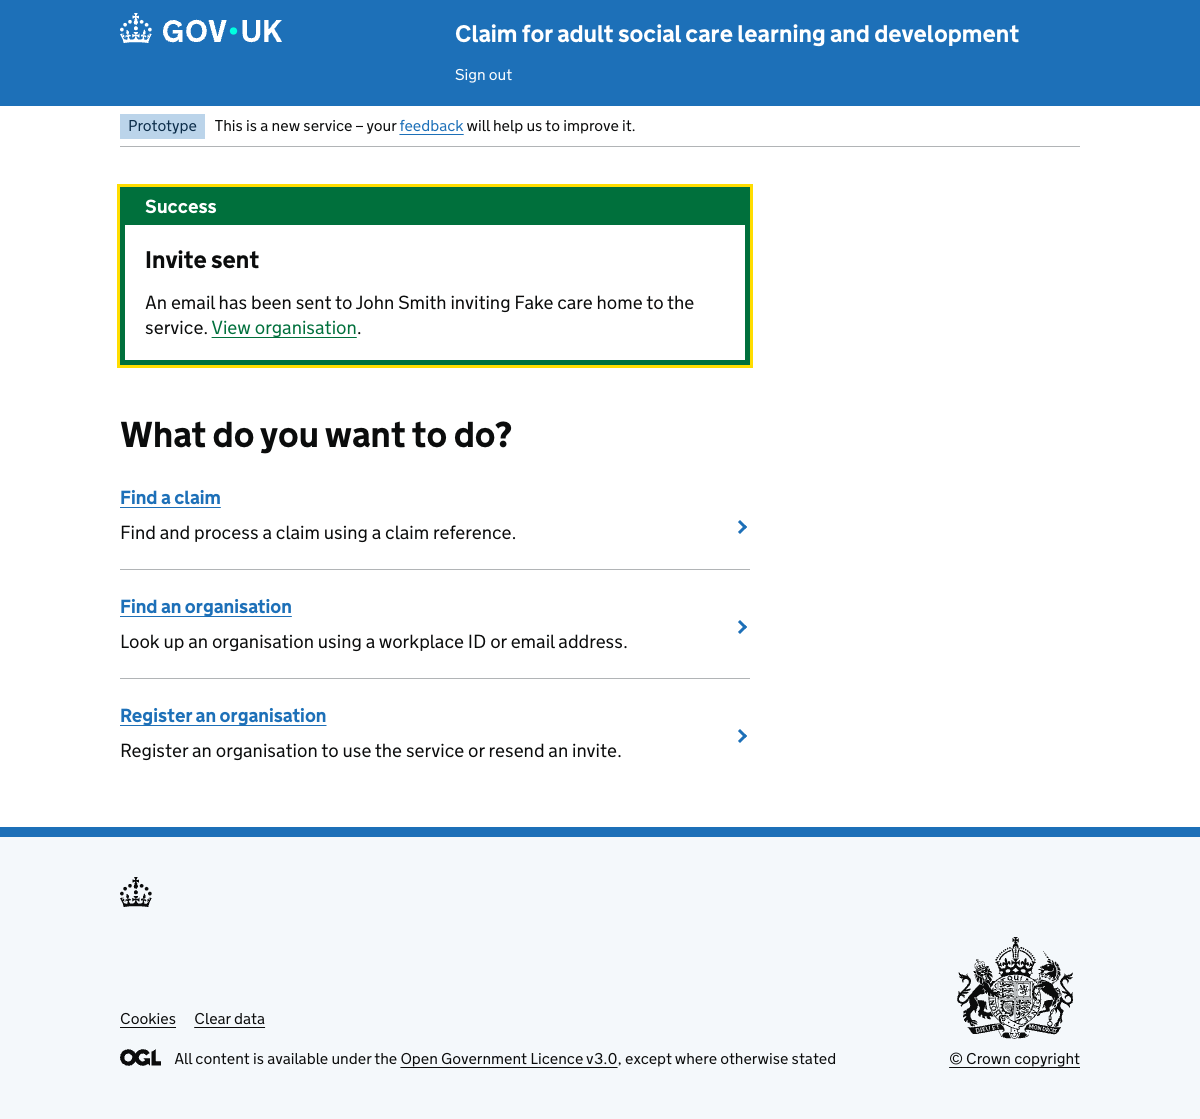 GOV·UK
Claim for adult social care learning and development
Sign out
Prototype This is a new service – your feedback will help us to improve it.
Success
Invite sent
An email has been sent to John Smith inviting Fake care home to the
service. View organisation.
What do you want to do?
Find a claim
Find and process a claim using a claim reference.
Find an organisation
Look up an organisation using a workplace ID or email address.
Register an organisation
Register an organisation to use the service or resend an invite.
Cookies Clear data
OGL All content is available under the Open Government Licence v3.0, except where otherwise stated
© Crown copyright